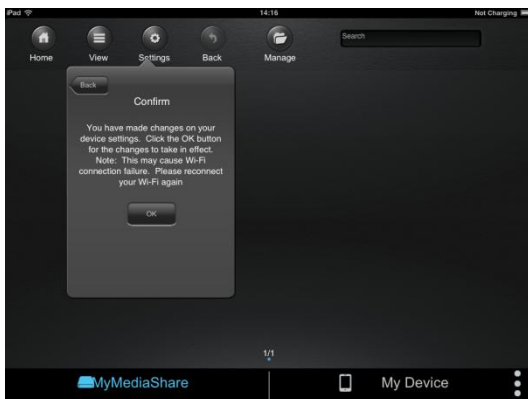 iPad 14:16 Not Charging
Search
Home View Settings Back Manage
Back
Confirm
You have made changes on your
device settings. Click the OK button
for the changes to take in effect.
Note: This may cause Wi-Fi
connection failure. Please reconnect
your Wi-Fi again
OK
1/1
MyMediaShare My Device